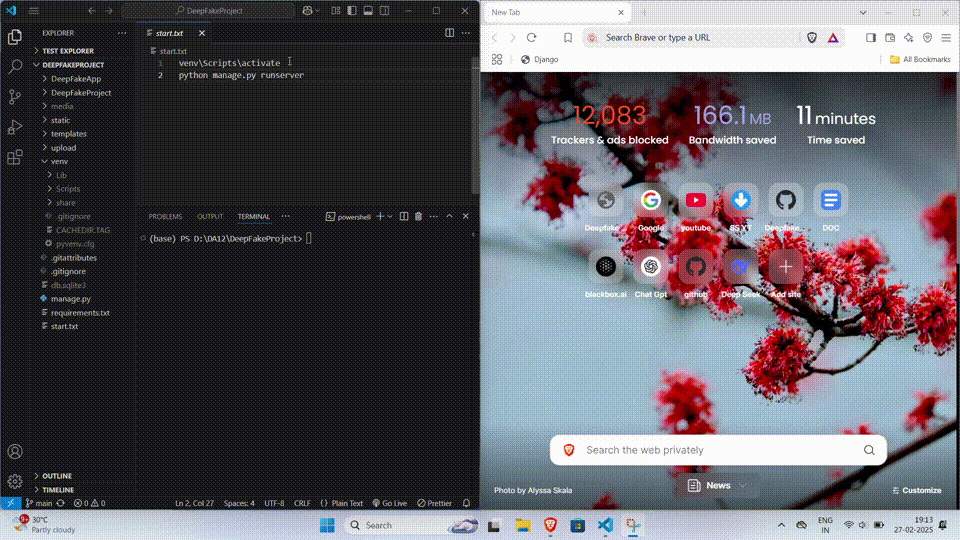 DeepFakeProject
EXPLORER
TEST EXPLORER
DEEPFAKEPROJECT
DeepFakeApp
DeepFakeProject
media
static
templates
upload
venv
Lib
Scripts
share
.gitignore
CACHEDIR.TAG
pyvenv.cfg
.gitattributes
.gitignore
db.sqlite3
manage.py
requirements.txt
start.txt
OUTLINE
TIMELINE
start.txt
start.txt
1 venv\Scripts\activate
2 python manage.py runserver
PROBLEMS OUTPUT TERMINAL
powershell
(base) PS D:\DA12\DeepFakeProject>
main 0 0 Ln 2, Col 27 Spaces: 4 UTF-8 CRLF Plain Text Go Live Prettier
New Tab
Search Brave or type a URL
Django
All Bookmarks
12,083 166.1 MB 11 minutes
Trackers & ads blocked Bandwidth saved Time saved
Deepfake Google youtube SS YT Deepfake... DOC
blackbox.ai Chat Gpt github Deep Seek Add site
Search the web privately
Photo by Alyssa Skala
News
Customize
9+
30°C
Partly cloudy
Search
ENG
IN
19:13
27-02-2025